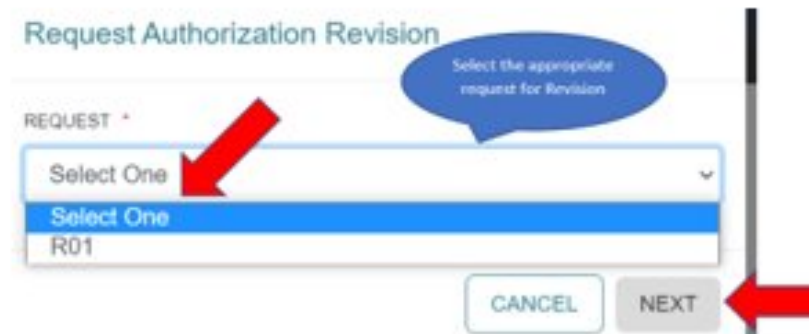 Request Authorization Revision
Select the appropriate
request for Revision
REQUEST *
Select One
Select One
R01
CANCEL NEXT